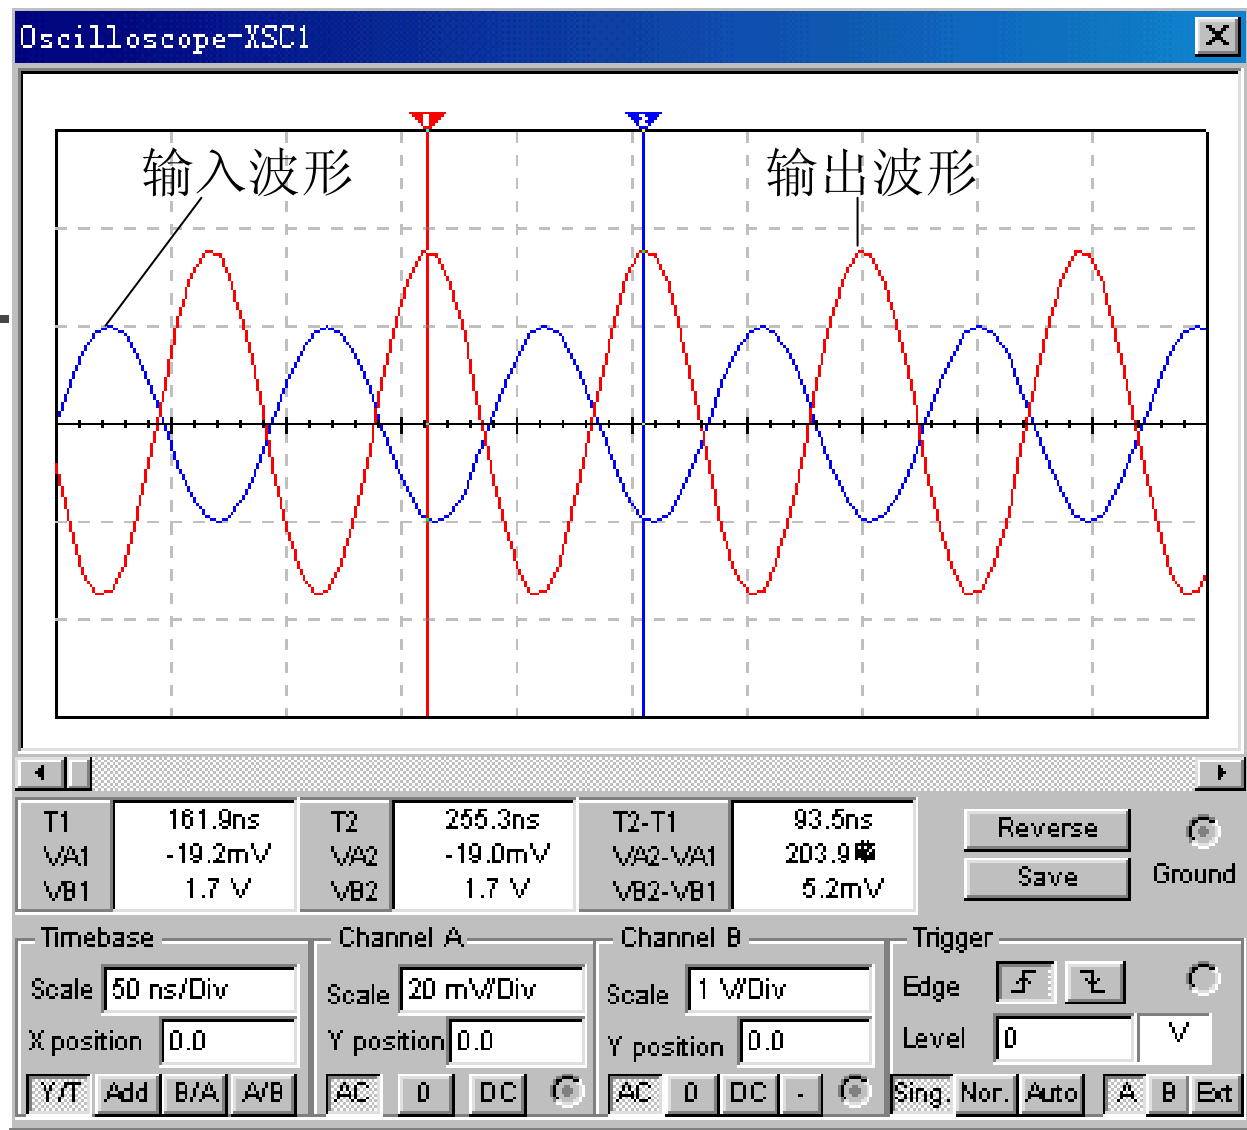 Oscilloscope-XSC1
输入波形 输出波形
T1 161.9ns T2 255.3ns T2-T1 93.5ns
VA1 -19.2mV VA2 -19.0mV VA2-VA1 203.9
VB1 1.7 V VB2 1.7 V VB2-VB1 5.2mV
Reverse
Save
Ground
Timebase
Scale 50 ns/Div
X position 0.0
Y/T Add B/A A/B
Channel A
Scale 20 mV/Div
Y position 0.0
AC 0 DC
Channel B
Scale 1 V/Div
Y position 0.0
AC 0 DC -
Trigger
Edge
Level 0 V
Sing. Nor. Auto A B Ext